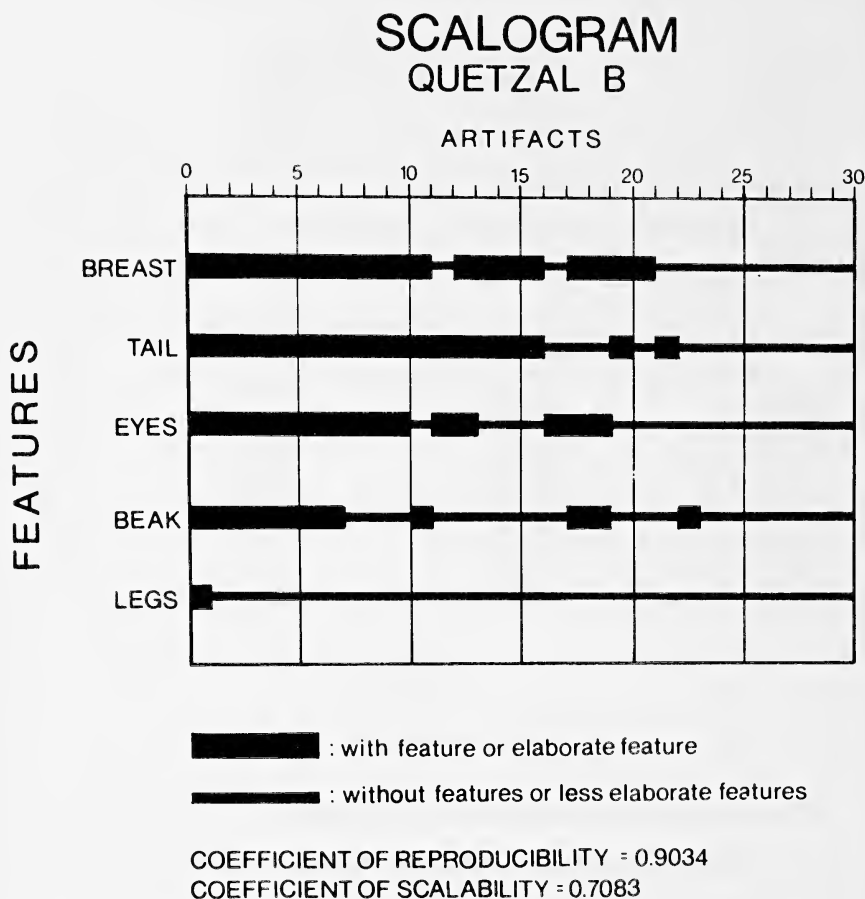 SCALOGRAM
QUETZAL B
ARTIFACTS
0 5 10 15 20 25 30
FEATURES
BREAST
TAIL
EYES
BEAK
LEGS
: with feature or elaborate feature
: without features or less elaborate features
COEFFICIENT OF REPRODUCIBILITY = 0.9034
COEFFICIENT OF SCALABILITY = 0.7083